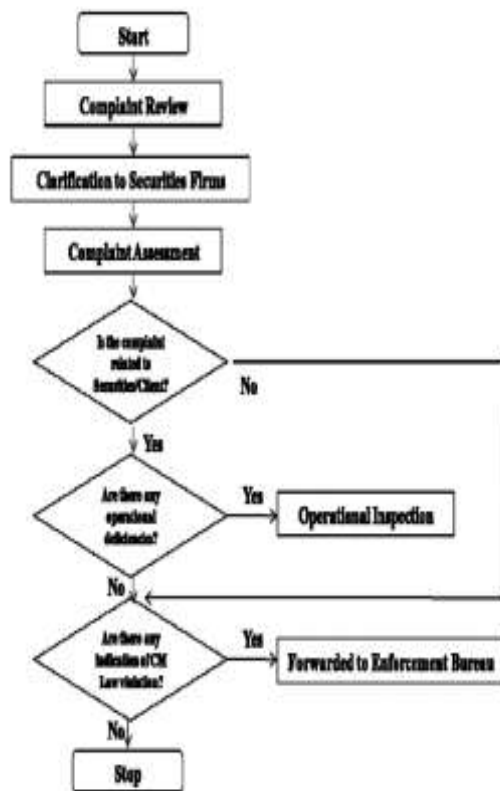 Start
Complaint Review
Clarification to Securities Firms
Complaint Assessment
Is the complaint
related to
Securities/Client?
No
Yes
Are there any
operational
deficiencies?
Yes
Operational Inspection
No
Are there any
indication of CM
Law violation?
Yes
Forwarded to Enforcement Bureau
No
Stop